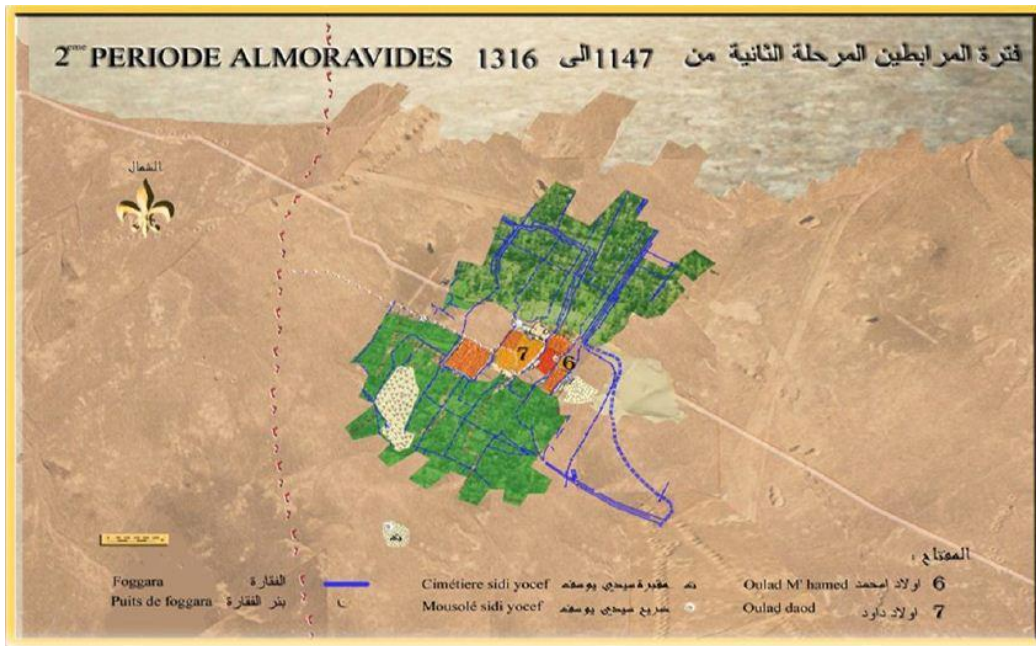 2eme PERIODE ALMORAVIDES 1316 الى 1147 فترة المرابطين المرحلة الثانية من
الشمال
7
6
المفتاح :
Foggara الفقارة
Puits de foggara بئر الفقارة
Cimétiere sidi yocef مقبرة سيدي يوسف
Mousolé sidi yocef ضريح سيدي يوسف
Oulad M' hamed اولاد امحمد 6
Oulad daod اولاد داود 7